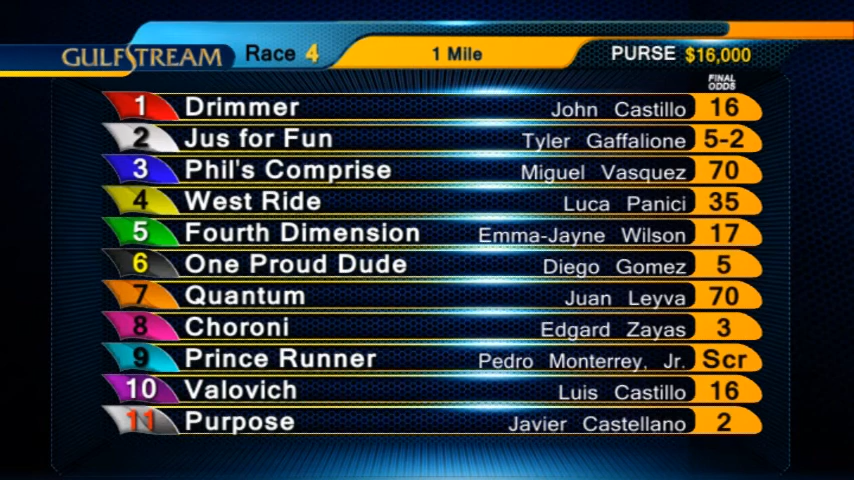 GULFSTREAM Race 4 1 Mile PURSE $16,000
FINAL
ODDS
1 Drimmer John Castillo 16
2 Jus for Fun Tyler Gaffalione 5-2
3 Phil's Comprise Miguel Vasquez 70
4 West Ride Luca Panici 35
5 Fourth Dimension Emma-Jayne Wilson 17
6 One Proud Dude Diego Gomez 5
7 Quantum Juan Leyva 70
8 Choroni Edgard Zayas 3
9 Prince Runner Pedro Monterrey, Jr. Scr
10 Valovich Luis Castillo 16
11 Purpose Javier Castellano 2